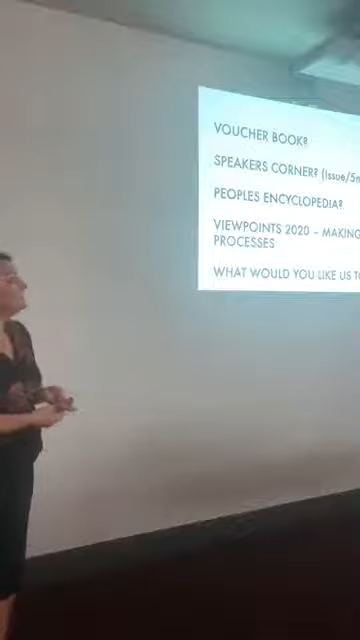 VOUCHER BOOK?
SPEAKERS CORNER? (Issue/5m
PEOPLES ENCYCLOPEDIA?
VIEWPOINTS 2020 – MAKING
PROCESSES
WHAT WOULD YOU LIKE US TO